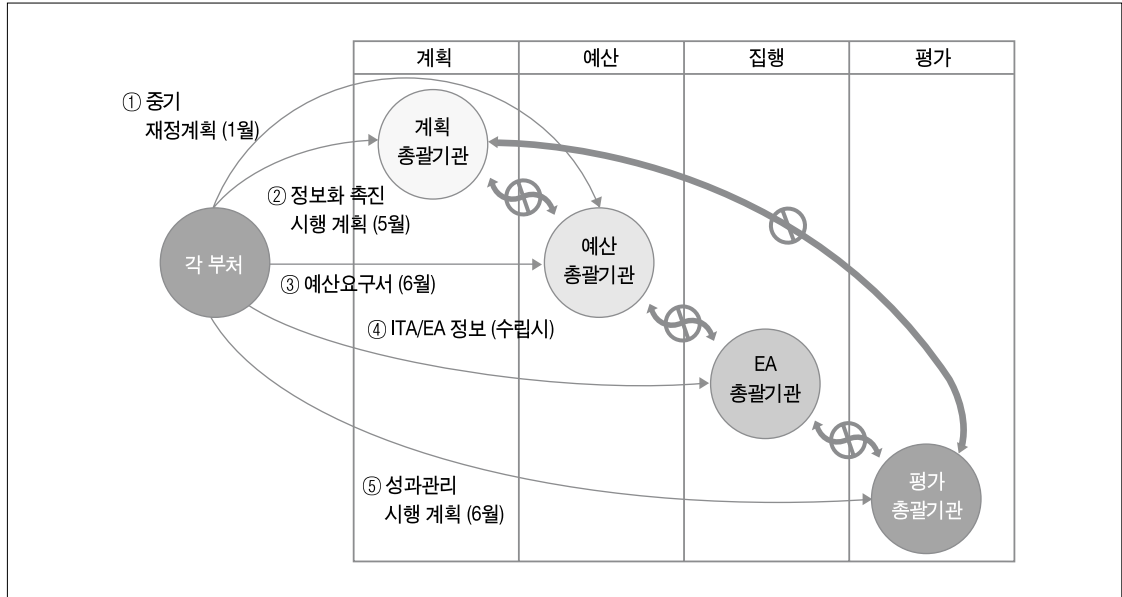 계획 예산 집행 평가
① 중기
재정계획 (1월)
계획
총괄기관
② 정보화 촉진
시행 계획 (5월)
각 부처
예산
총괄기관
③ 예산요구서 (6월)
④ ITA/EA 정보 (수립시)
EA
총괄기관
⑤ 성과관리
시행 계획 (6월)
평가
총괄기관